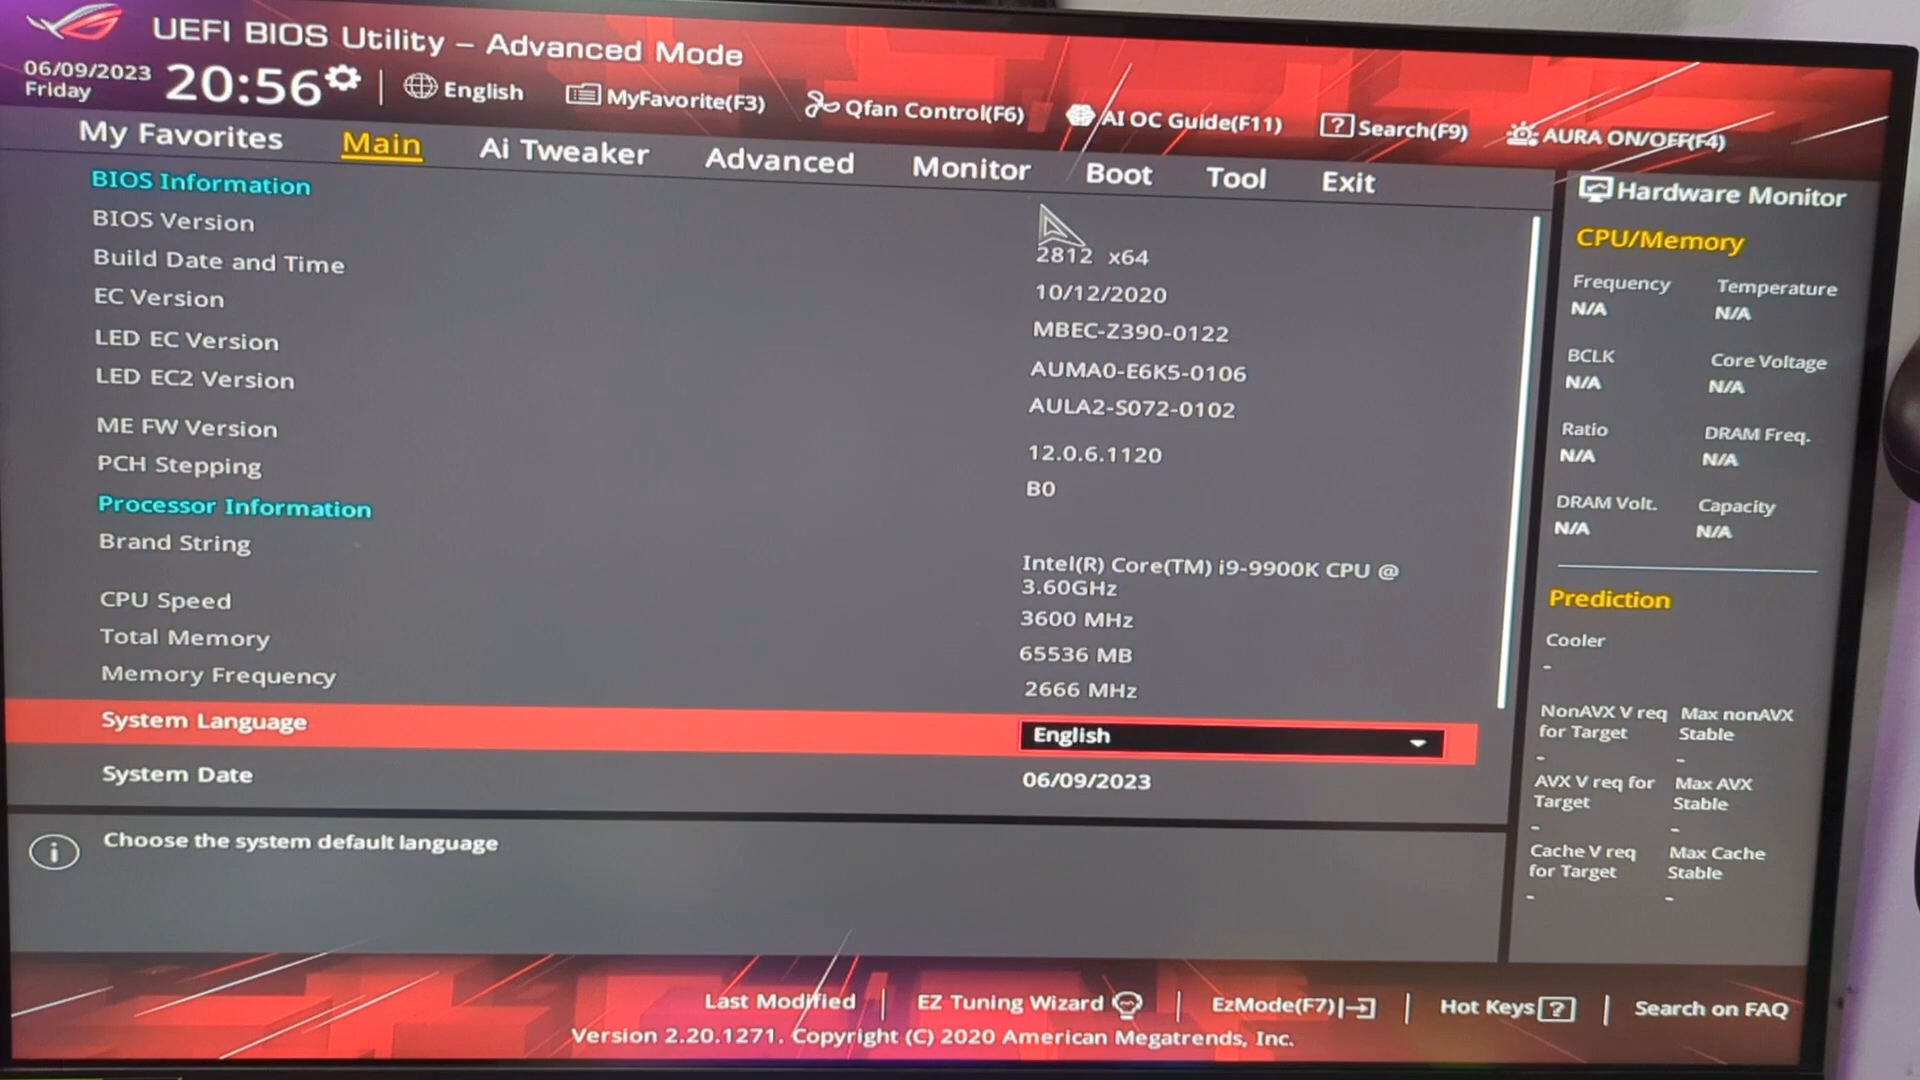 UEFI BIOS Utility – Advanced Mode
06/09/2023
Friday
20:56
English
MyFavorite(F3)
Qfan Control(F6)
AI OC Guide(F11)
? Search(F9)
AURA ON/OFF(F4)
My Favorites
Main
Ai Tweaker
Advanced
Monitor
Boot
Tool
Exit
BIOS Information
BIOS Version
2812 x64
Build Date and Time
10/12/2020
EC Version
MBEC-Z390-0122
LED EC Version
AUMA0-E6K5-0106
LED EC2 Version
AULA2-S072-0102
ME FW Version
12.0.6.1120
PCH Stepping
B0
Processor Information
Brand String
Intel(R) Core(TM) i9-9900K CPU @
3.60GHz
CPU Speed
3600 MHz
Total Memory
65536 MB
Memory Frequency
2666 MHz
System Language
English
System Date
06/09/2023
i
Choose the system default language
Hardware Monitor
CPU/Memory
Frequency
Temperature
N/A
N/A
BCLK
Core Voltage
N/A
N/A
Ratio
DRAM Freq.
N/A
N/A
DRAM Volt.
Capacity
N/A
N/A
Prediction
Cooler
-
NonAVX V req
for Target
Max nonAVX
Stable
-
-
AVX V req for
Target
Max AVX
Stable
-
-
Cache V req
for Target
Max Cache
Stable
-
-
Last Modified
EZ Tuning Wizard
EzMode(F7)
Hot Keys ?
Search on FAQ
Version 2.20.1271. Copyright (C) 2020 American Megatrends, Inc.